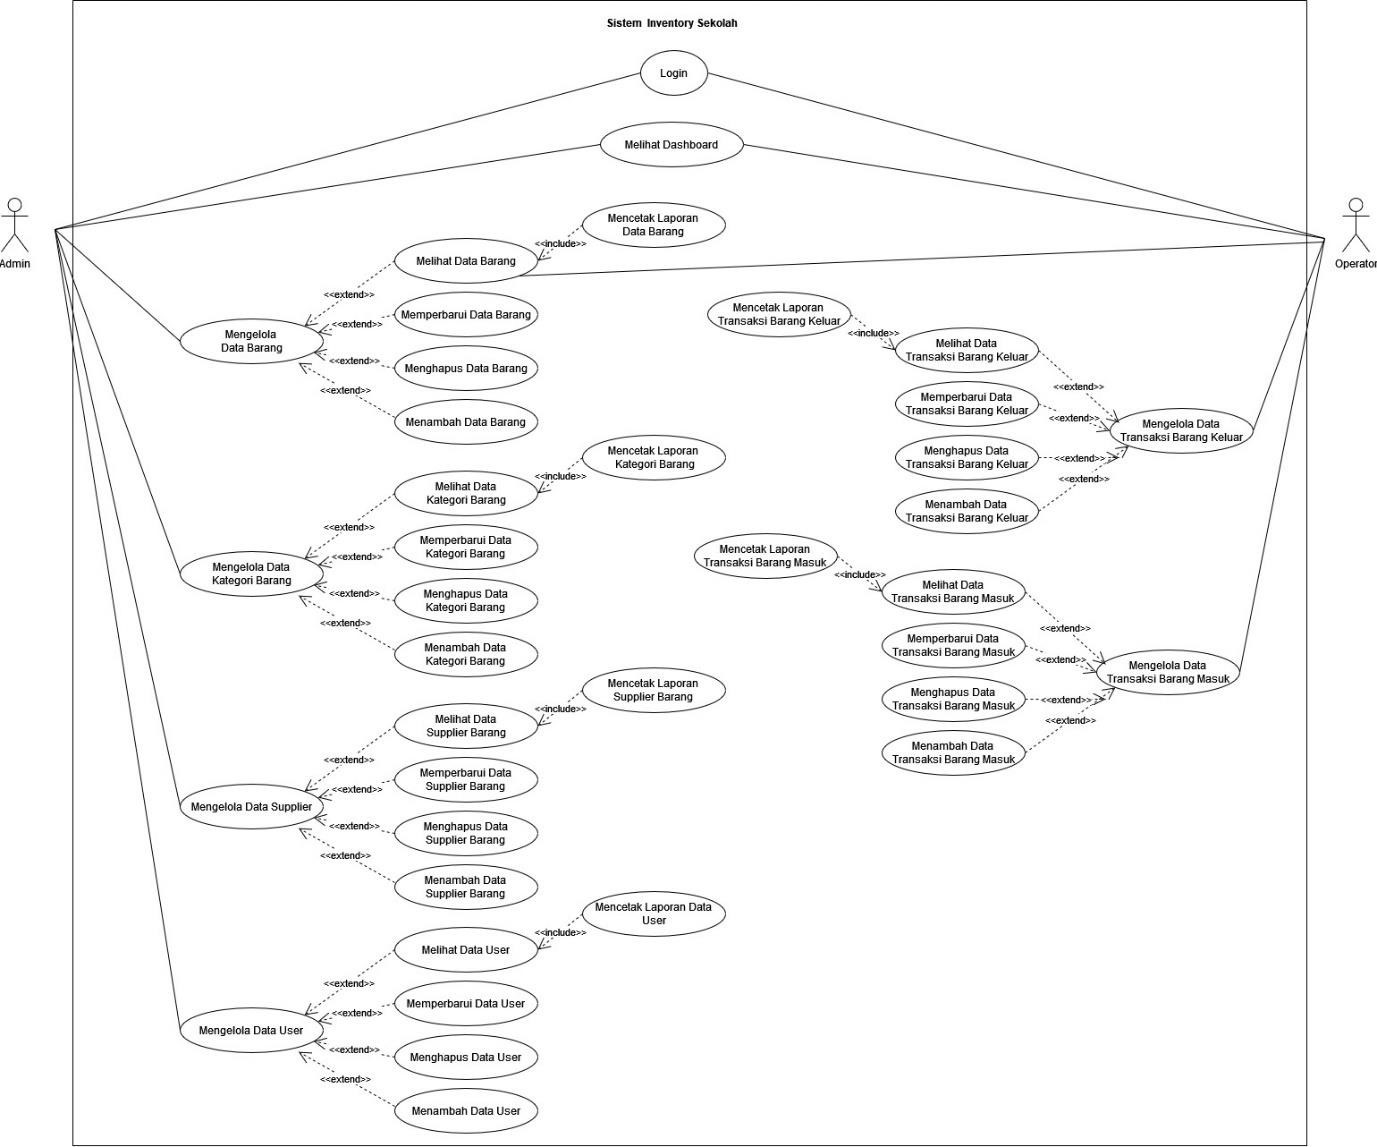 Sistem Inventory Sekolah
Login
Melihat Dashboard
Admin
Operator
Mencetak Laporan
Data Barang
<<include>>
Melihat Data Barang
<<extend>>
Memperbarui Data Barang
<<extend>>
Mengelola
Data Barang
<<extend>>
Menghapus Data Barang
<<extend>>
Menambah Data Barang
Mencetak Laporan
Kategori Barang
<<include>>
Melihat Data
Kategori Barang
<<extend>>
Memperbarui Data
Kategori Barang
<<extend>>
Mengelola Data
Kategori Barang
<<extend>>
Menghapus Data
Kategori Barang
<<extend>>
Menambah Data
Kategori Barang
Mencetak Laporan
Supplier Barang
<<include>>
Melihat Data
Supplier Barang
<<extend>>
Memperbarui Data
Supplier Barang
<<extend>>
Mengelola Data Supplier
<<extend>>
Menghapus Data
Supplier Barang
<<extend>>
Menambah Data
Supplier Barang
Mencetak Laporan Data
User
<<include>>
Melihat Data User
<<extend>>
Memperbarui Data User
<<extend>>
Mengelola Data User
<<extend>>
Menghapus Data User
<<extend>>
Menambah Data User
Mencetak Laporan
Transaksi Barang Keluar
<<include>>
Melihat Data
Transaksi Barang Keluar
<<extend>>
Memperbarui Data
Transaksi Barang Keluar
<<extend>>
Mengelola Data
Transaksi Barang Keluar
Menghapus Data
Transaksi Barang Keluar
<<extend>>
<<extend>>
Menambah Data
Transaksi Barang Keluar
Mencetak Laporan
Transaksi Barang Masuk
<<include>>
Melihat Data
Transaksi Barang Masuk
<<extend>>
Memperbarui Data
Transaksi Barang Masuk
<<extend>>
Mengelola Data
Transaksi Barang Masuk
Menghapus Data
Transaksi Barang Masuk
<<extend>>
<<extend>>
Menambah Data
Transaksi Barang Masuk